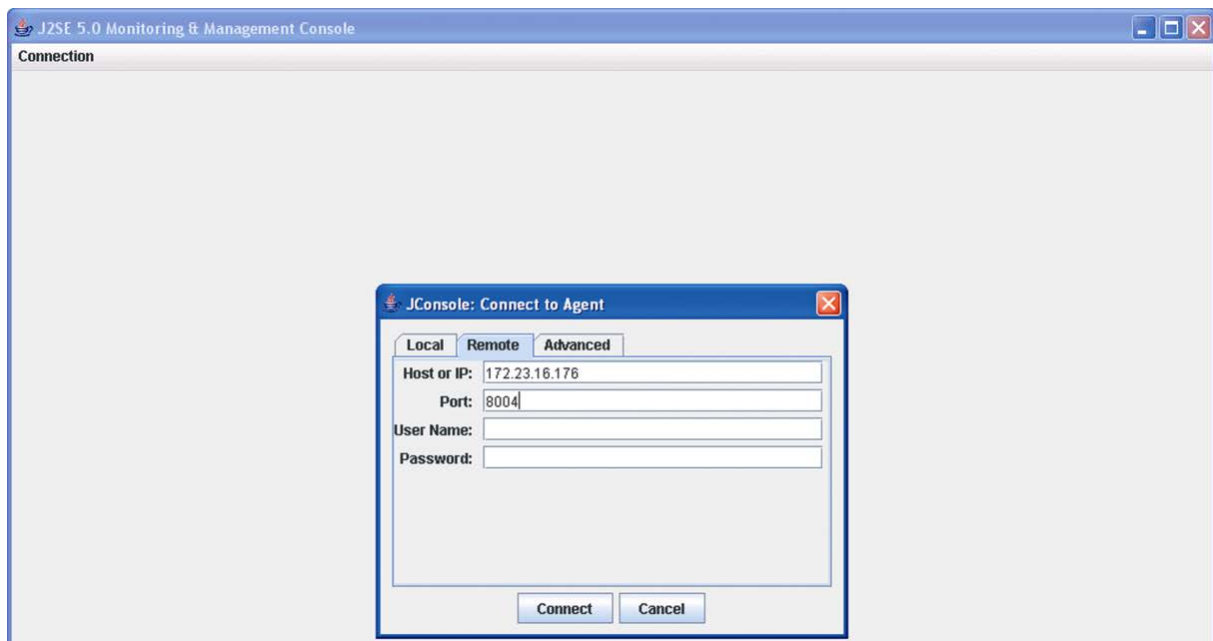 J2SE 5.0 Monitoring & Management Console
Connection
JConsole: Connect to Agent
Local Remote Advanced
Host or IP: 172.23.16.176
Port: 8004
User Name:
Password:
Connect Cancel